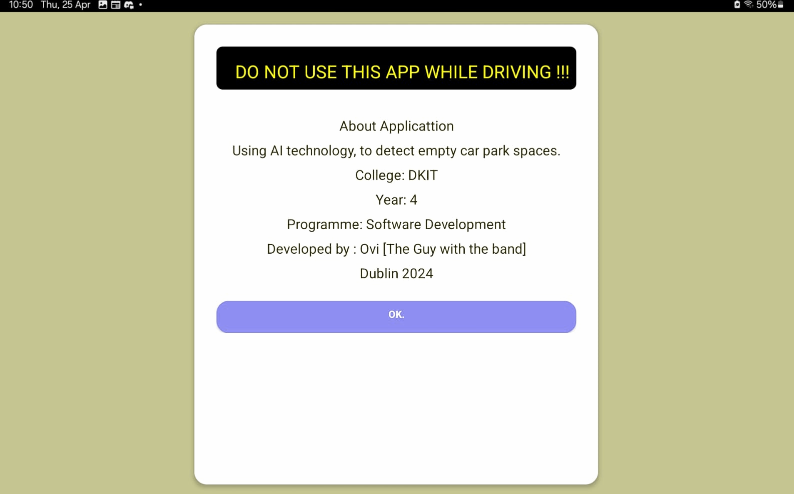 10:50 Thu, 25 Apr
50%
DO NOT USE THIS APP WHILE DRIVING !!!
About Applicattion
Using AI technology, to detect empty car park spaces.
College: DKIT
Year: 4
Programme: Software Development
Developed by : Ovi [The Guy with the band]
Dublin 2024
OK.